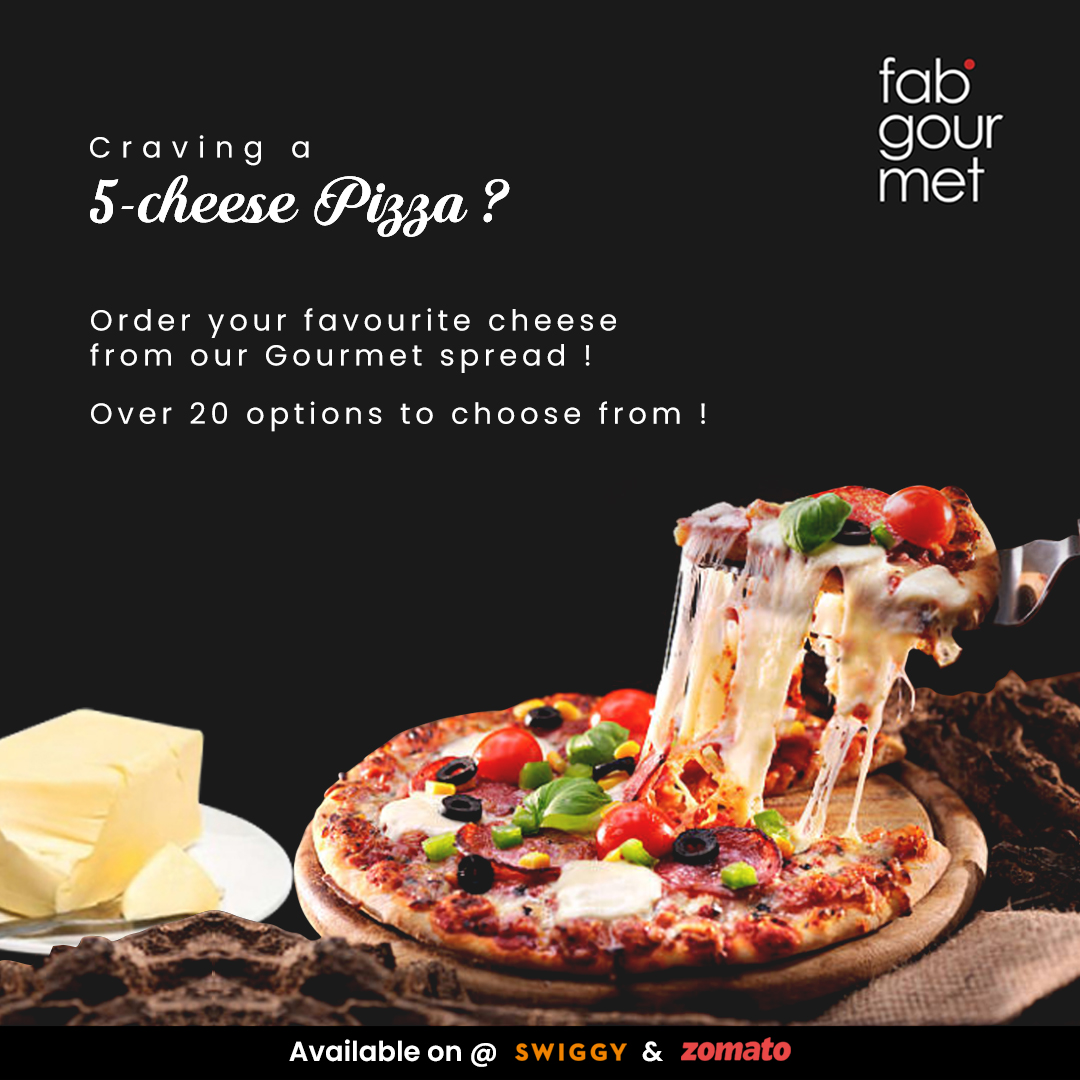 fab
gour
met
Craving a
5-cheese Pizza ?
Order your favourite cheese
from our Gourmet spread !
Over 20 options to choose from !
Available on @ SWIGGY & zomato